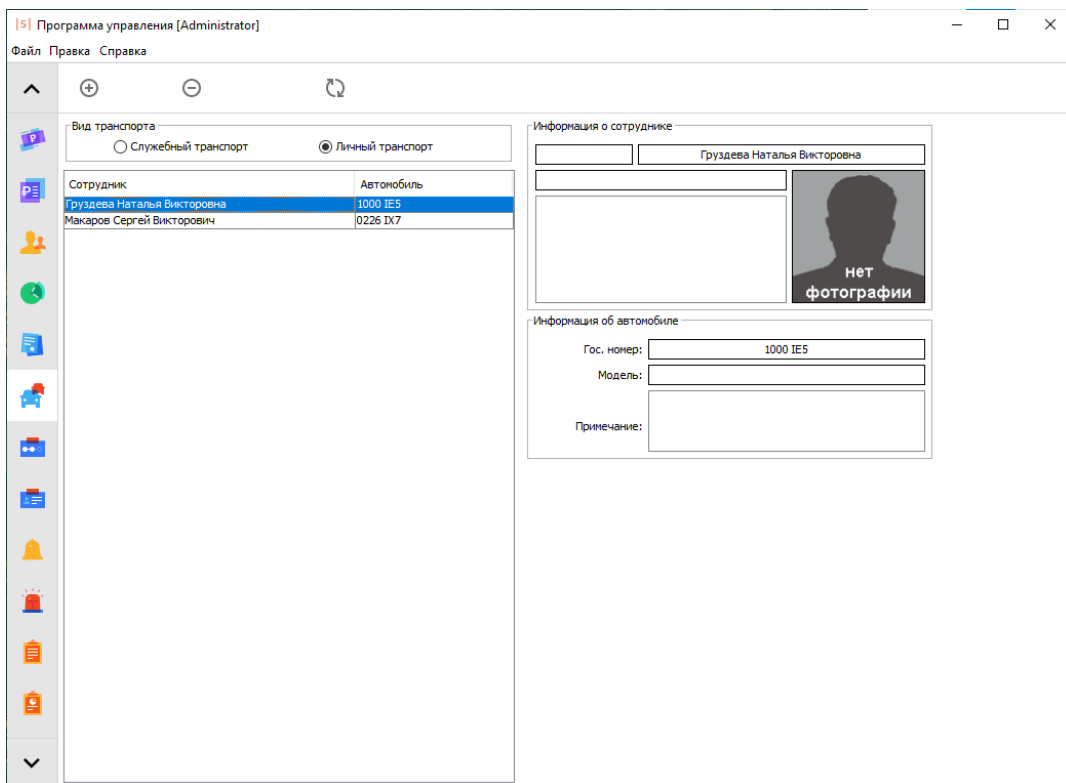 |S| Программа управления [Administrator]
Файл Правка Справка
Вид транспорта
Служебный транспорт Личный транспорт
Сотрудник Автомобиль
Груздева Наталья Викторовна 1000 IE5
Макаров Сергей Викторович 0226 IX7
Информация о сотруднике
Груздева Наталья Викторовна
нет
фотографии
Информация об автомобиле
Гос. номер: 1000 IE5
Модель:
Примечание: